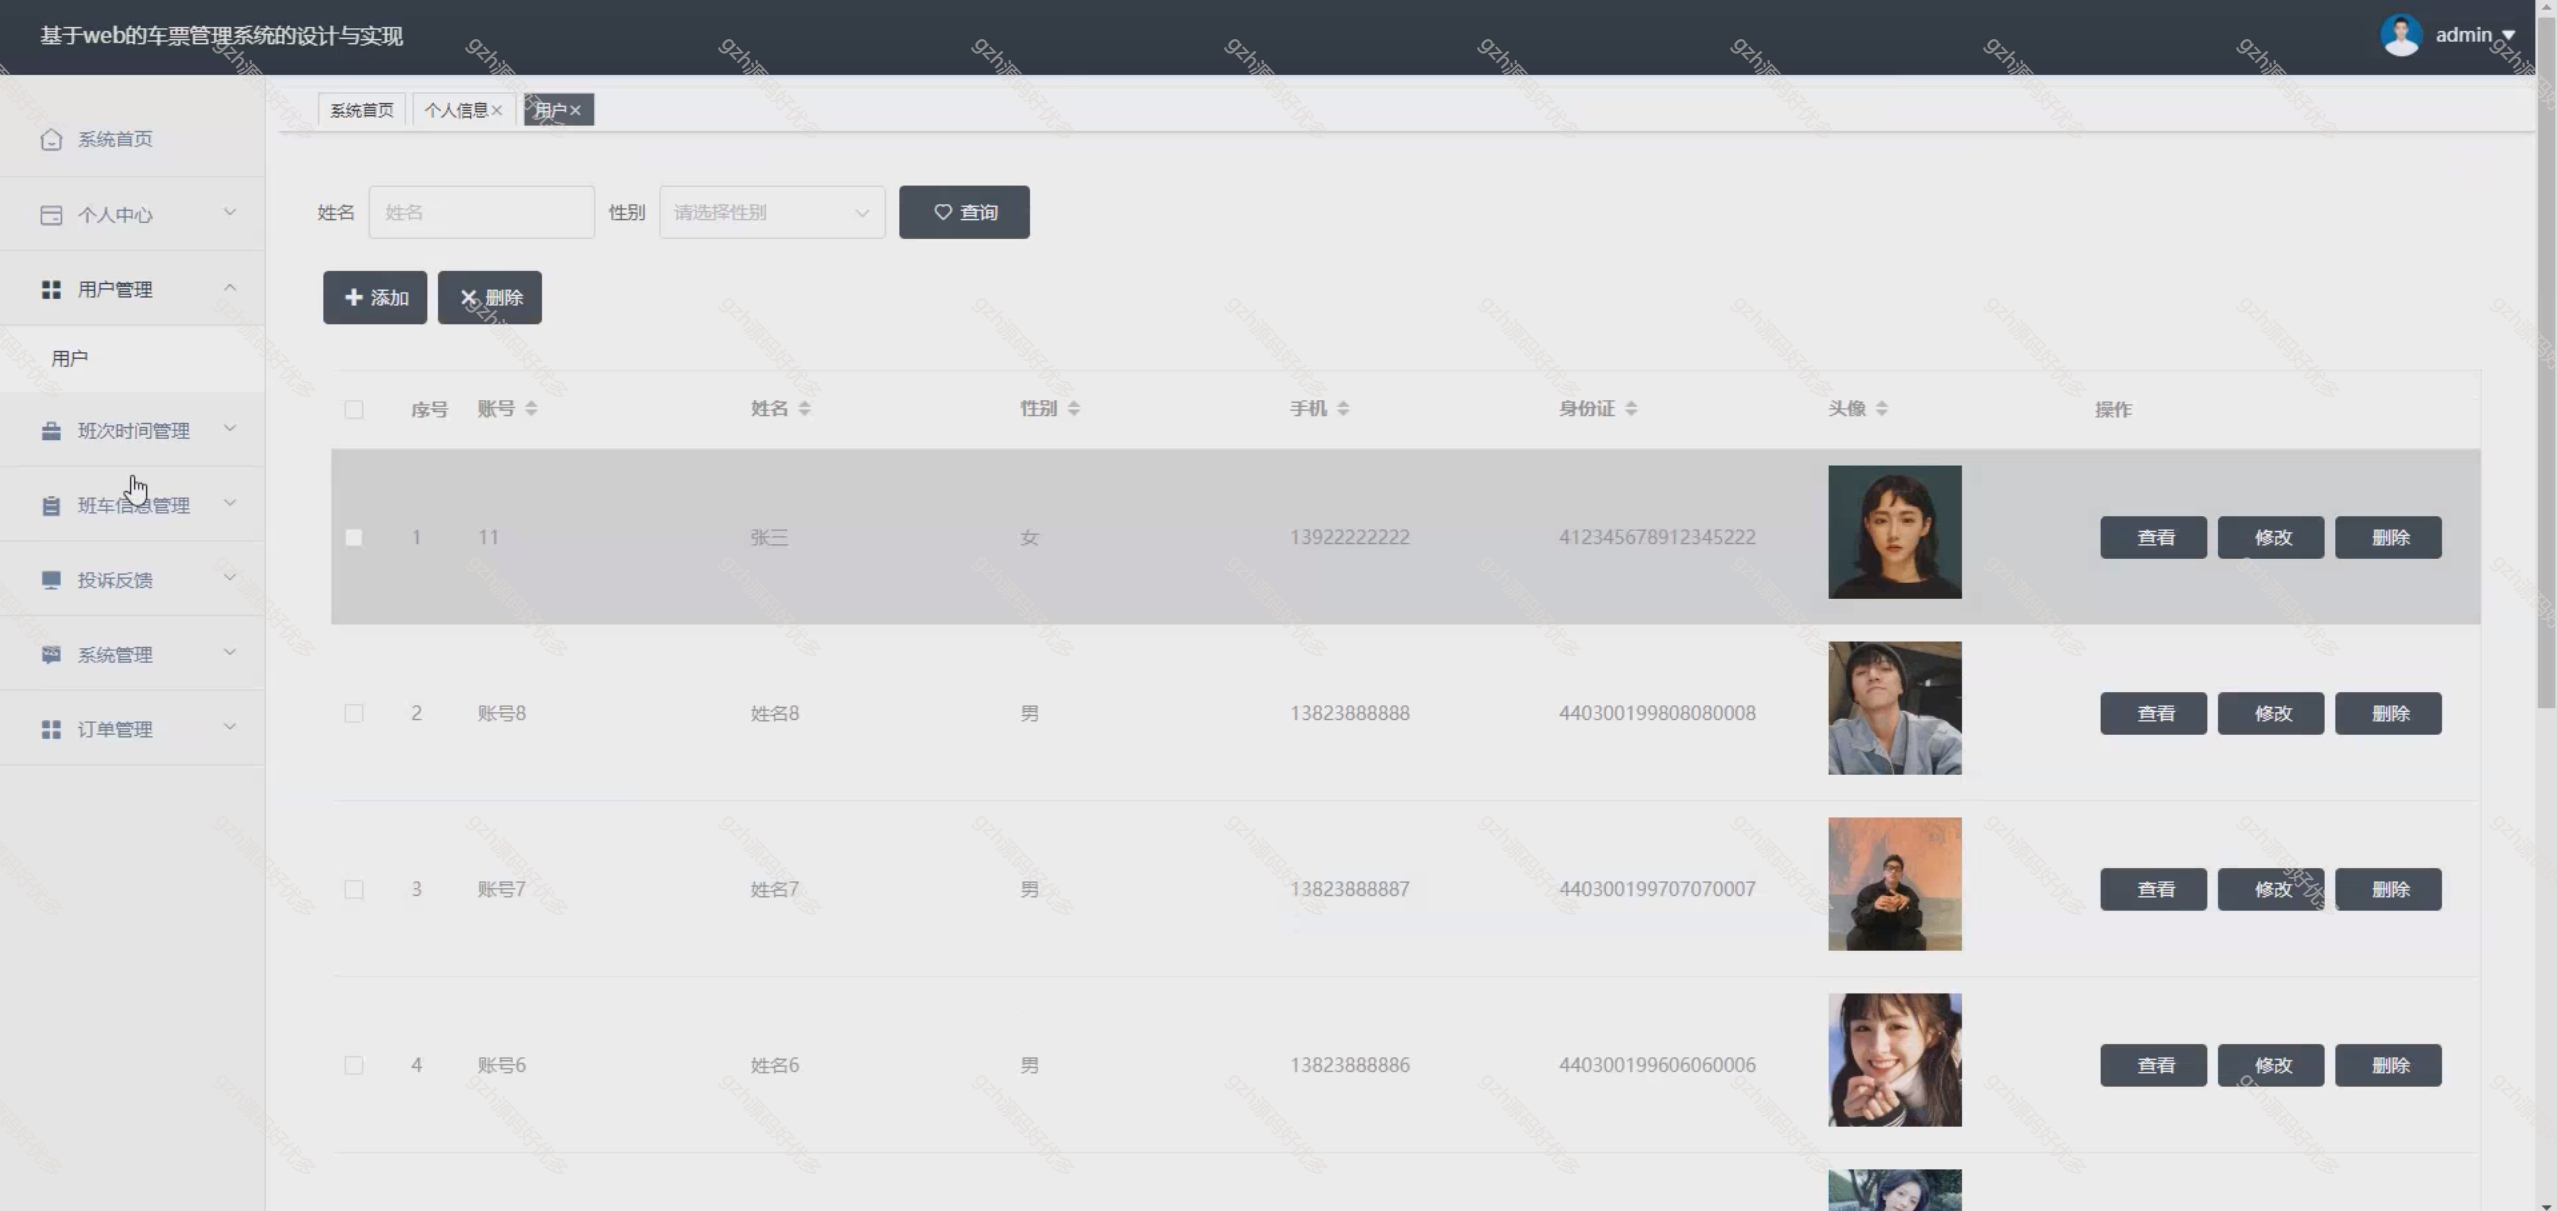 基于web的车票管理系统的设计与实现
admin
系统首页
个人信息
用户
系统首页
个人中心
用户管理
用户
班次时间管理
班车信息管理
投诉反馈
系统管理
订单管理
姓名 姓名 性别 请选择性别 查询
添加 删除
序号 账号 姓名 性别 手机 身份证 头像 操作
1 11 张三 女 13922222222 412345678912345222 查看 修改 删除
2 账号8 姓名8 男 13823888888 440300199808080008 查看 修改 删除
3 账号7 姓名7 男 13823888887 440300199707070007 查看 修改 删除
4 账号6 姓名6 男 13823888886 440300199606060006 查看 修改 删除
gzh源码好优多